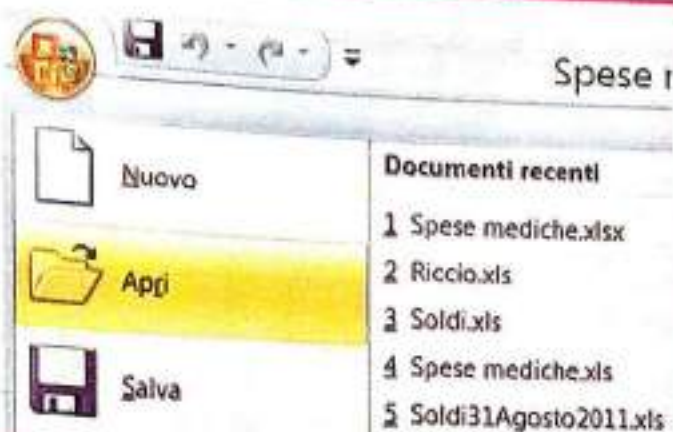 Spese
Nuovo
Apri
Salva
Documenti recenti
1 Spese mediche.xlsx
2 Riccio.xls
3 Soldi.xls
4 Spese mediche.xls
5 Soldi31Agosto2011.xls